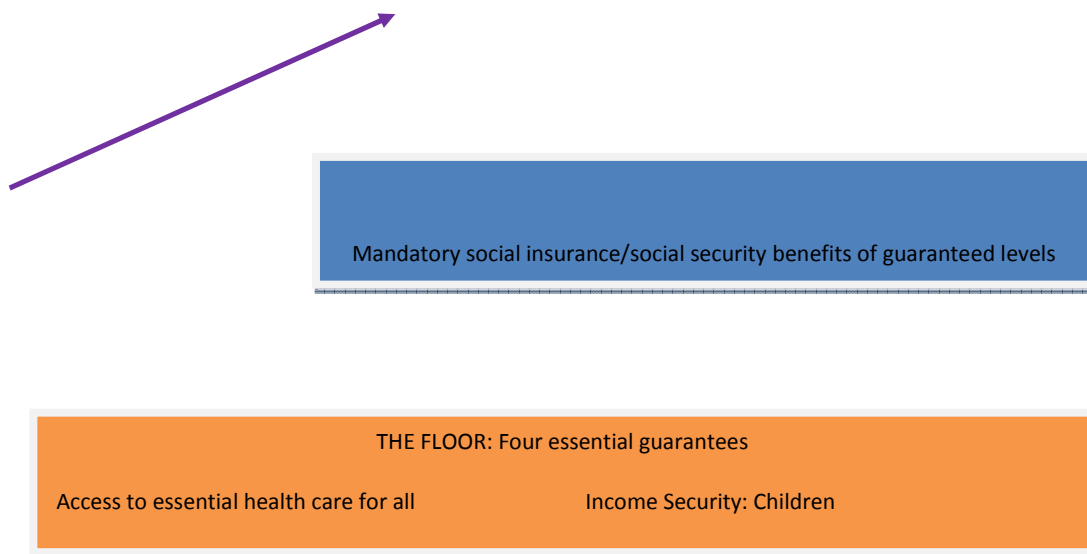 Mandatory social insurance/social security benefits of guaranteed levels
THE FLOOR: Four essential guarantees
Access to essential health care for all Income Security: Children